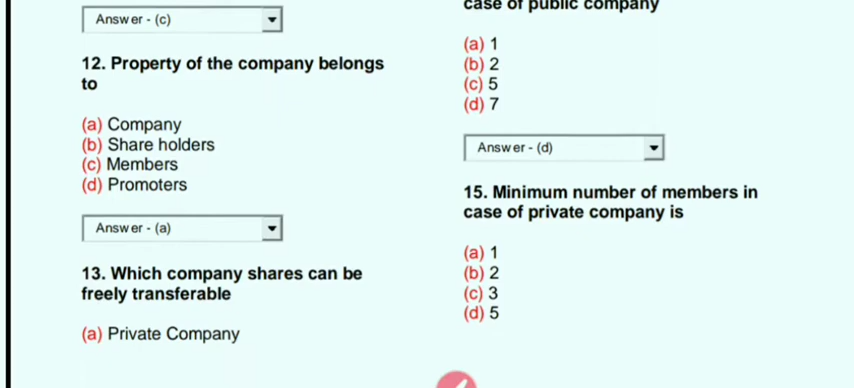 Answer - (c)
12. Property of the company belongs
to
(a) Company
(b) Share holders
(c) Members
(d) Promoters
Answer - (a)
13. Which company shares can be
freely transferable
(a) Private Company
case of public company
(a) 1
(b) 2
(c) 5
(d) 7
Answer - (d)
15. Minimum number of members in
case of private company is
(a) 1
(b) 2
(c) 3
(d) 5